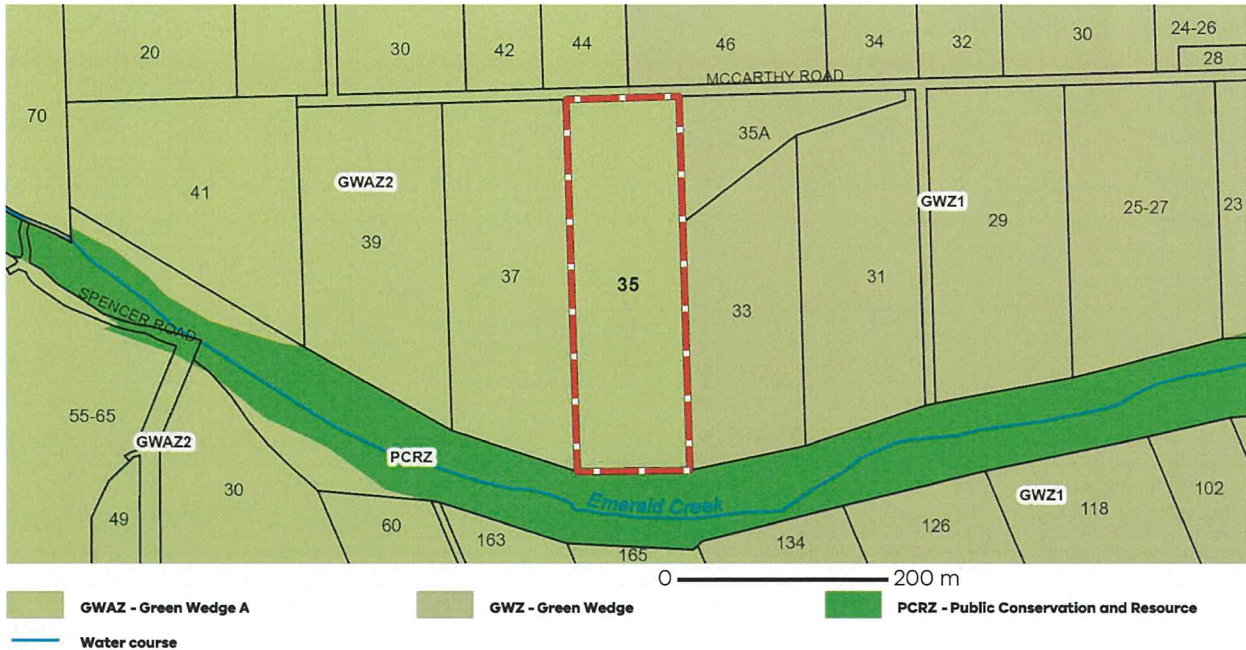 20
30
42
44
46
34
32
30
24-26
28
MCCARTHY ROAD
70
41
GWAZ2
39
37
35
35A
33
31
GWZ1
29
25-27
23
SPENCER ROAD
55-65
GWAZ2
49
30
PCRZ
60
163
Emerald Creek
165
134
126
GWZ1
118
102
0 200 m
GWAZ - Green Wedge A
GWZ - Green Wedge
PCRZ - Public Conservation and Resource
Water course